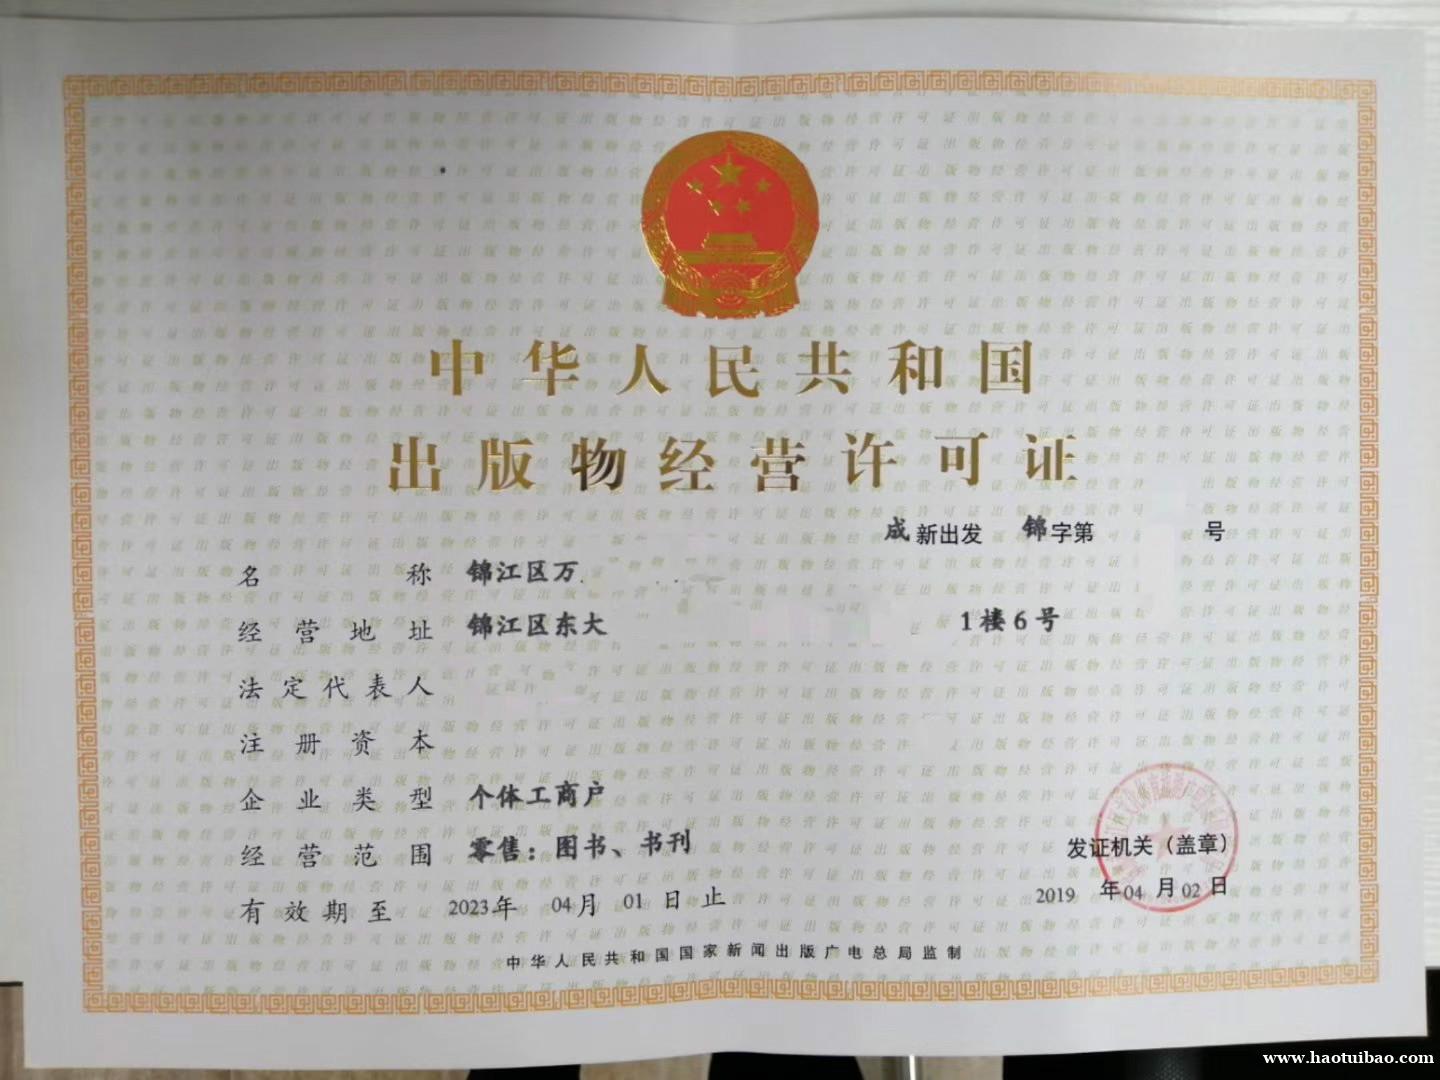 中华人民共和国
出版物经营许可证
成新出发 锦字第 号
名称 锦江区万
经营地址 锦江区东大 1楼6号
法定代表人
注册资本
企业类型 个体工商户
经营范围 零售：图书、书刊
有效期至 2023年 04月 01日止
发证机关（盖章）
2019年04月02日
中华人民共和国国家新闻出版广电总局监制
www.haotuibao.com